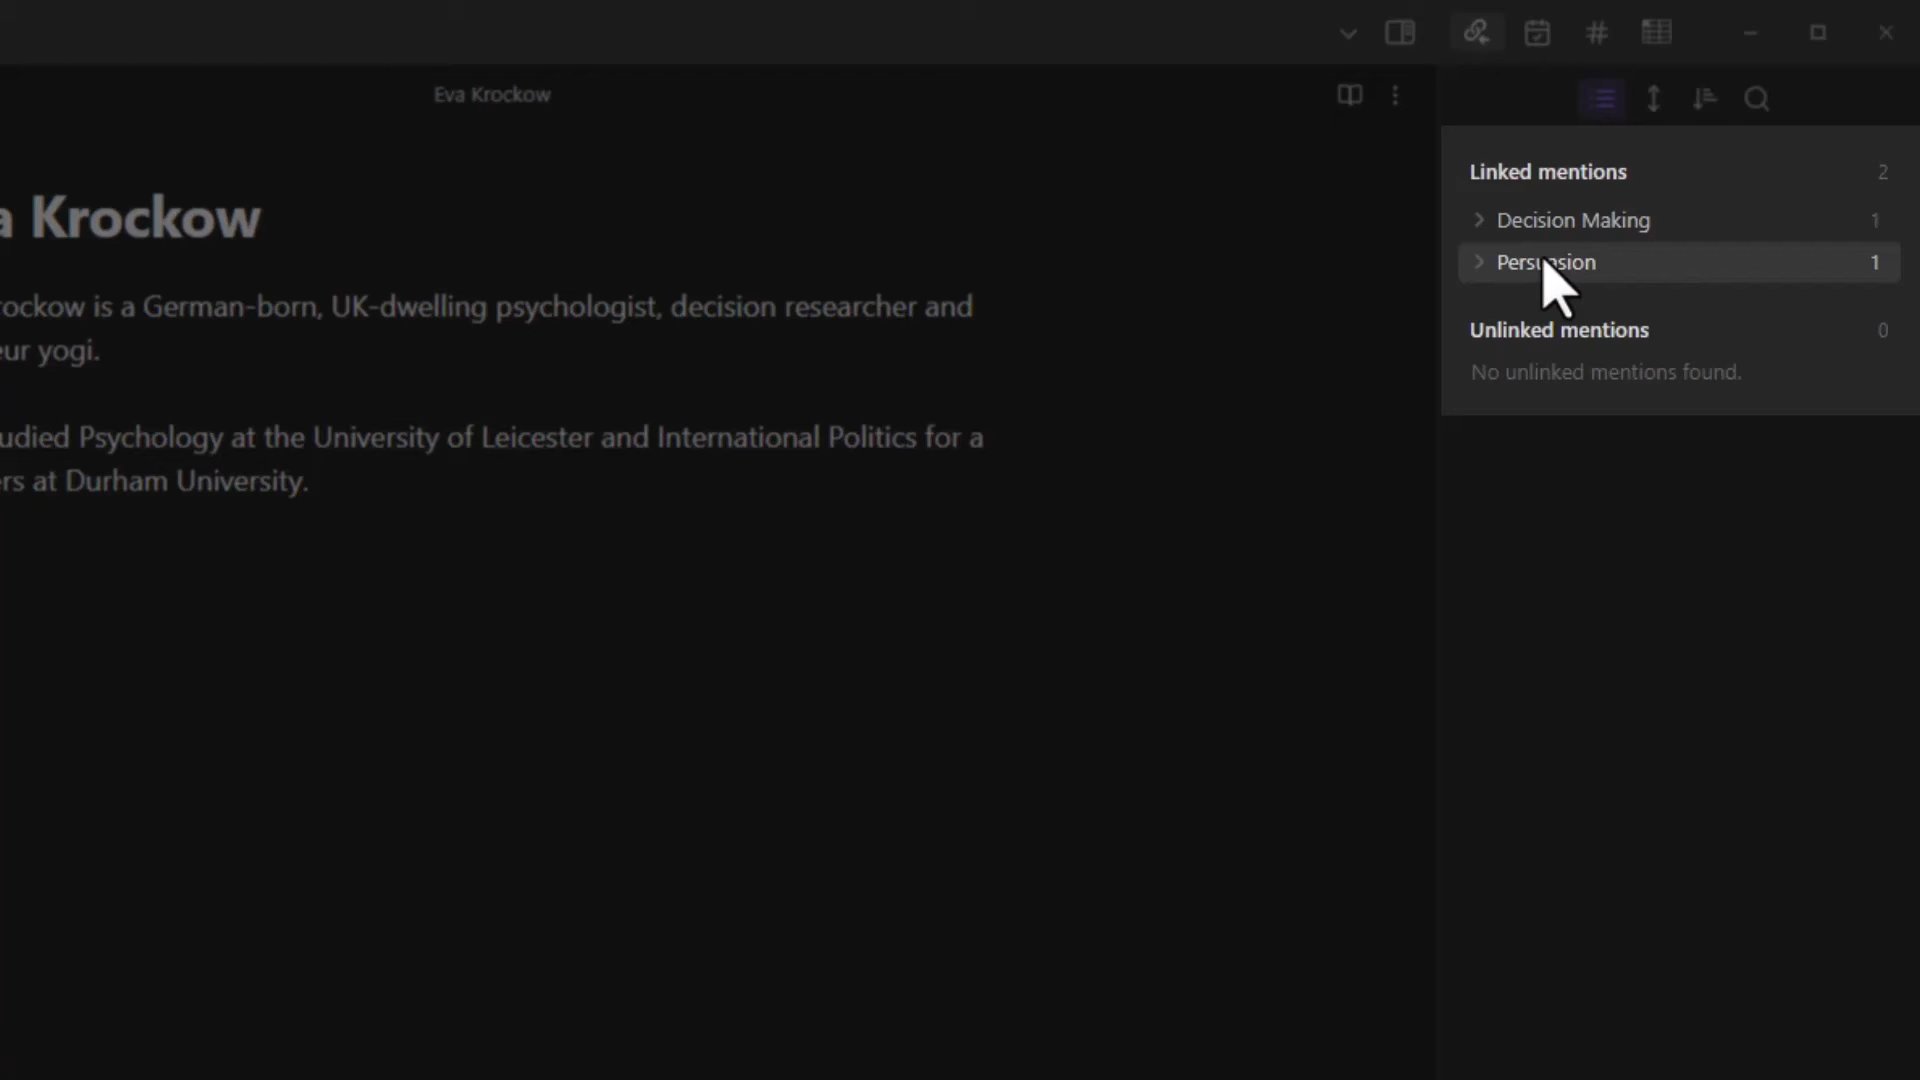 Eva Krockow
a Krockow
rockow is a German-born, UK-dwelling psychologist, decision researcher and
eur yogi.
udied Psychology at the University of Leicester and International Politics for a
ers at Durham University.
Linked mentions 2
Decision Making 1
Persuasion 1
Unlinked mentions 0
No unlinked mentions found.